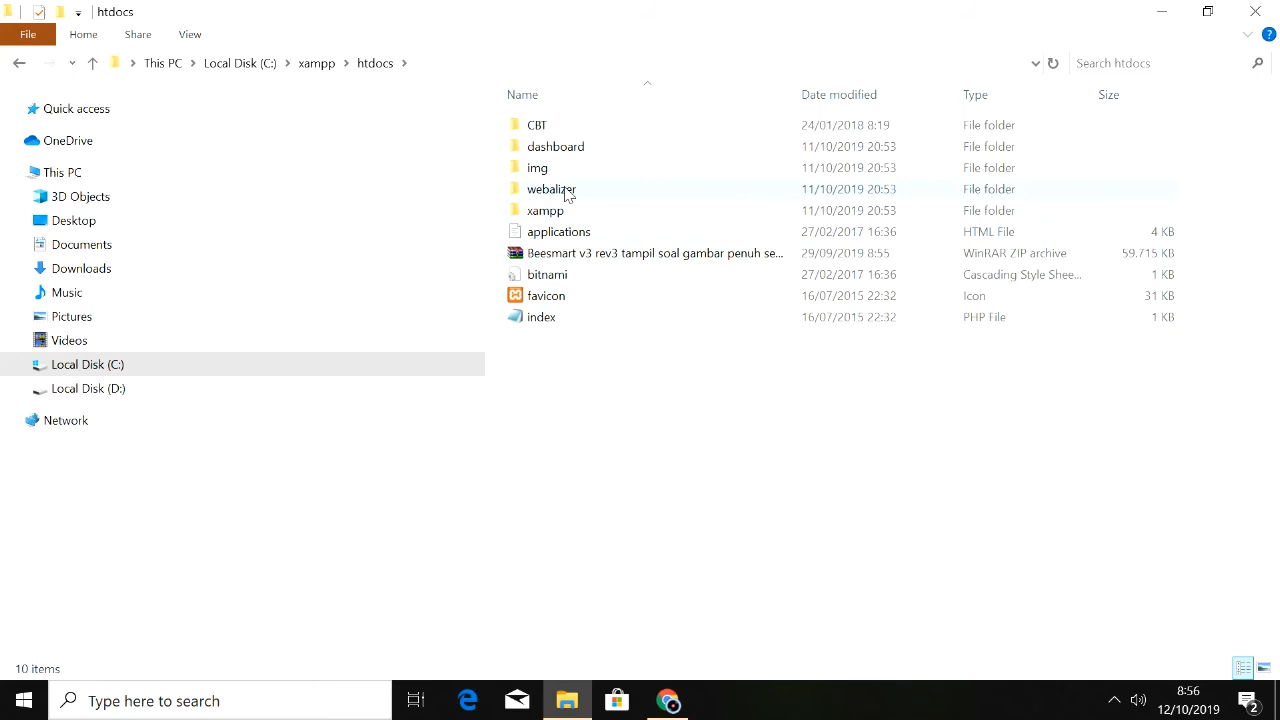 htdocs
File Home Share View
This PC Local Disk (C:) xampp htdocs Search htdocs
Name Date modified Type Size
Quick access
OneDrive
This PC
3D Objects
Desktop
Documents
Downloads
Music
Pictures
Videos
Local Disk (C:)
Local Disk (D:)
Network
CBT 24/01/2018 8:19 File folder
dashboard 11/10/2019 20:53 File folder
img 11/10/2019 20:53 File folder
webalizer 11/10/2019 20:53 File folder
xampp 11/10/2019 20:53 File folder
applications 27/02/2017 16:36 HTML File 4 KB
Beesmart v3 rev3 tampil soal gambar penuh se... 29/09/2019 8:55 WinRAR ZIP archive 59.715 KB
bitnami 27/02/2017 16:36 Cascading Style Shee... 1 KB
favicon 16/07/2015 22:32 Icon 31 KB
index 16/07/2015 22:32 PHP File 1 KB
10 items
Type here to search
8:56
12/10/2019
2